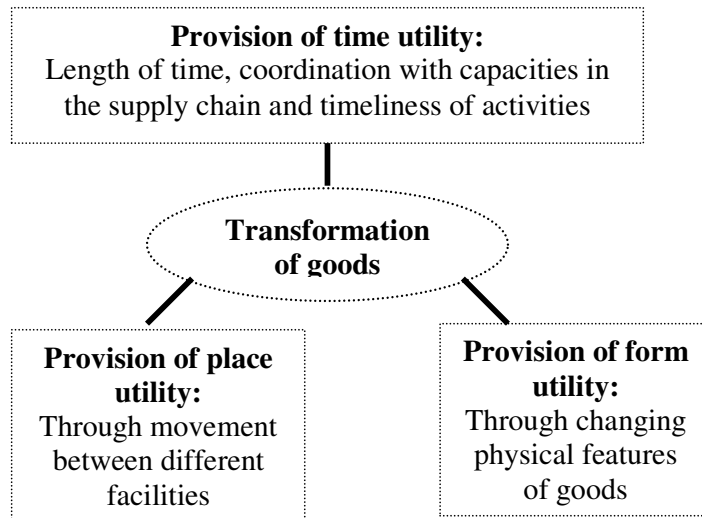 Provision of time utility:
Length of time, coordination with capacities in
the supply chain and timeliness of activities
Transformation
of goods
Provision of place
utility:
Through movement
between different
facilities
Provision of form
utility:
Through changing
physical features
of goods